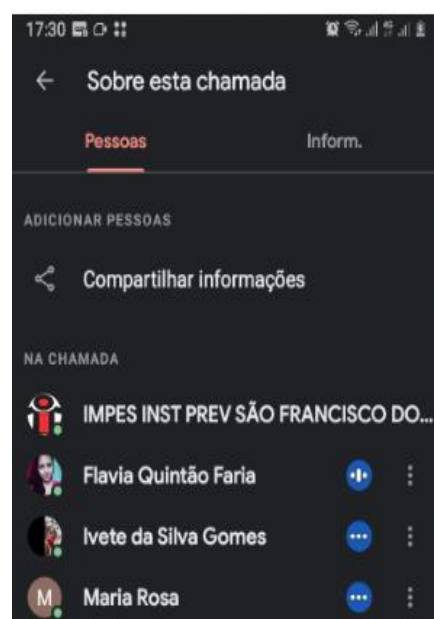 17:30
← Sobre esta chamada
Pessoas Inform.
ADICIONAR PESSOAS
Compartilhar informações
NA CHAMADA
IMPES INST PREV SÃO FRANCISCO DO...
Flavia Quintão Faria
Ivete da Silva Gomes
M Maria Rosa